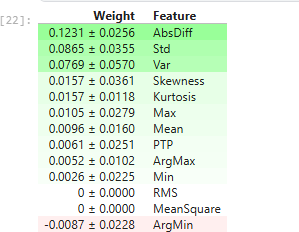 [22]:
Weight Feature
0.1231 ± 0.0256 AbsDiff
0.0865 ± 0.0355 Std
0.0769 ± 0.0570 Var
0.0157 ± 0.0361 Skewness
0.0157 ± 0.0118 Kurtosis
0.0105 ± 0.0279 Max
0.0096 ± 0.0160 Mean
0.0061 ± 0.0251 PTP
0.0052 ± 0.0102 ArgMax
0.0026 ± 0.0225 Min
0 ± 0.0000 RMS
0 ± 0.0000 MeanSquare
-0.0087 ± 0.0228 ArgMin